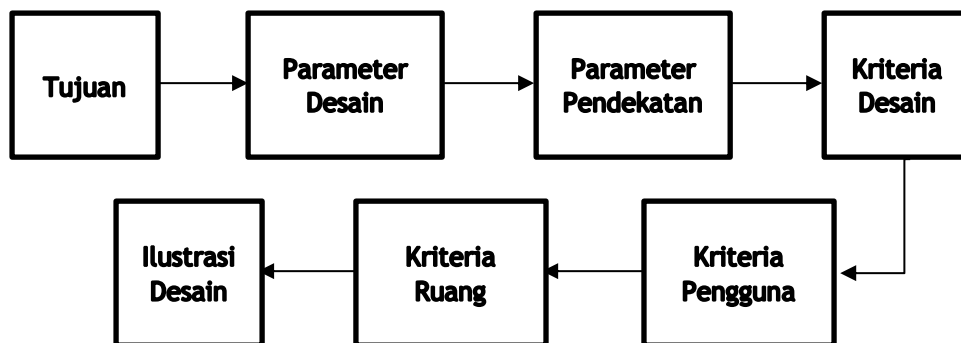 Tujuan
Parameter
Desain
Parameter
Pendekatan
Kriteria
Desain
Kriteria
Pengguna
Kriteria
Ruang
Ilustrasi
Desain